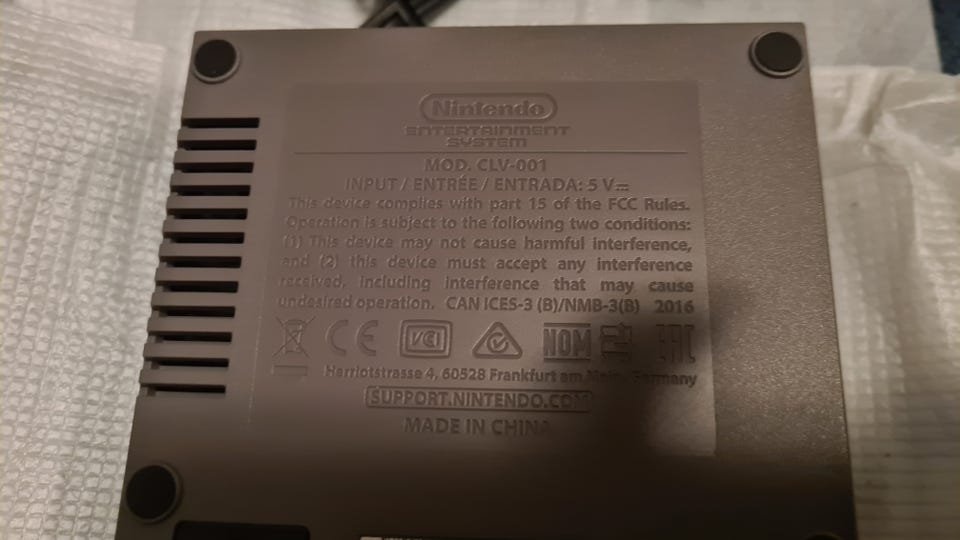 Nintendo
ENTERTAINMENT
SYSTEM
MOD. CLV-001
INPUT / ENTRÉE / ENTRADA: 5 V⎓
This device complies with part 15 of the FCC Rules.
Operation is subject to the following two conditions:
(1) This device may not cause harmful interference,
and (2) this device must accept any interference
received, including interference that may cause
undesired operation. CAN ICES-3 (B)/NMB-3(B) 2016
CE VCI NOM EAC
Herriotstrasse 4, 60528 Frankfurt am Main, Germany
SUPPORT.NINTENDO.COM
MADE IN CHINA